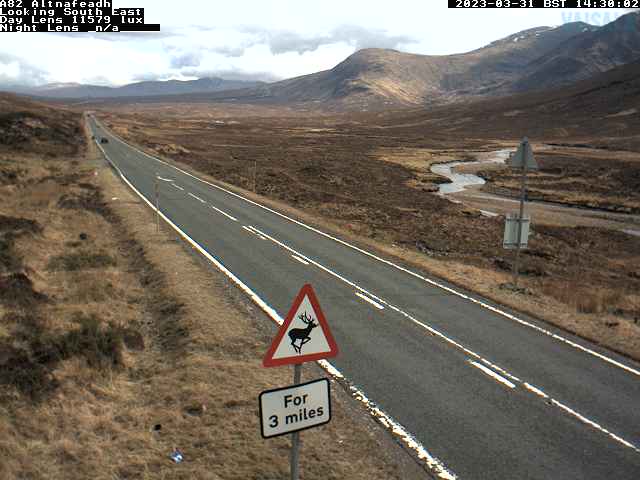 A82 Altnafeadh
Looking South East
Day Lens 11579 lux
Night Lens n/a
2023-03-31 BST 14:30:02
VAISALA
For
3 miles